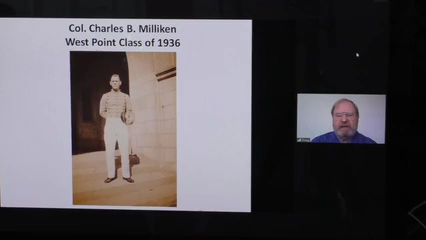 Col. Charles B. Milliken
West Point Class of 1936